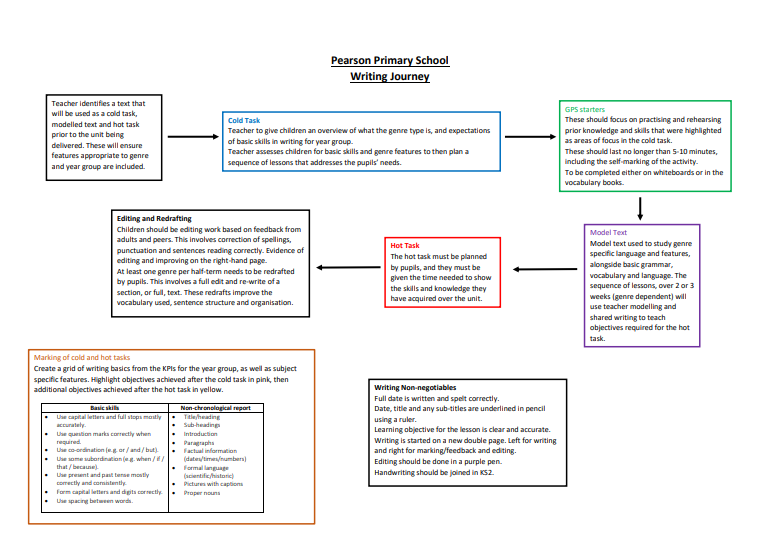 Pearson Primary School
Writing Journey
Teacher identifies a text that
will be used as a cold task,
modelled text and hot task
prior to the unit being
delivered. These will ensure
features appropriate to genre
and year group are included.
Cold Task
Teacher to give children an overview of what the genre type is, and expectations
of basic skills in writing for year group.
Teacher assesses children for basic skills and genre features to then plan a
sequence of lessons that addresses the pupils' needs.
GPS starters
These should focus on practising and rehearsing
prior knowledge and skills that were highlighted
as areas of focus in the cold task.
These should last no longer than 5-10 minutes,
including the self-marking of the activity.
To be completed either on whiteboards or in the
vocabulary books.
Model Text
Model text used to study genre
specific language and features,
alongside basic grammar,
vocabulary and language. The
sequence of lessons, over 2 or 3
weeks (genre dependent) will
use teacher modelling and
shared writing to teach
objectives required for the hot
task.
Hot Task
The hot task must be planned
by pupils, and they must be
given the time needed to show
the skills and knowledge they
have acquired over the unit.
Editing and Redrafting
Children should be editing work based on feedback from
adults and peers. This involves correction of spellings,
punctuation and sentences reading correctly. Evidence of
editing and improving on the right-hand page.
At least one genre per half-term needs to be redrafted
by pupils. This involves a full edit and re-write of a
section, or full, text. These redrafts improve the
vocabulary used, sentence structure and organisation.
Marking of cold and hot tasks
Create a grid of writing basics from the KPIs for the year group, as well as subject
specific features. Highlight objectives achieved after the cold task in pink, then
additional objectives achieved after the hot task in yellow.
Basic skills
• Use capital letters and full stops mostly
accurately.
• Use question marks correctly when
required.
• Use co-ordination (e.g. or / and / but).
• Use some subordination (e.g. when / if /
that / because).
• Use present and past tense mostly
correctly and consistently.
• Form capital letters and digits correctly.
• Use spacing between words.
Non-chronological report
• Title/heading
• Sub-headings
• Introduction
• Paragraphs
• Factual information
(dates/times/numbers)
• Formal language
(scientific/historic)
• Pictures with captions
• Proper nouns
Writing Non-negotiables
Full date is written and spelt correctly.
Date, title and any sub-titles are underlined in pencil
using a ruler.
Learning objective for the lesson is clear and accurate.
Writing is started on a new double page. Left for writing
and right for marking/feedback and editing.
Editing should be done in a purple pen.
Handwriting should be joined in KS2.